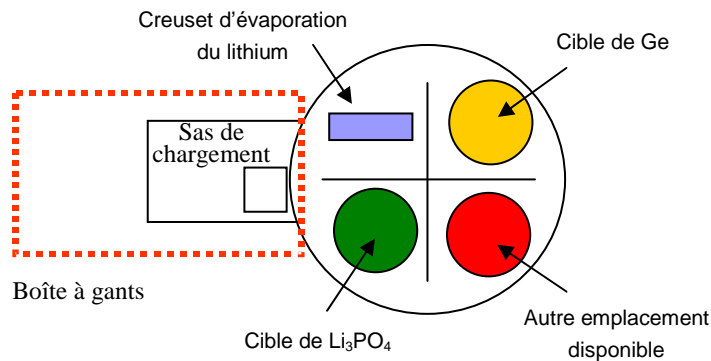 Creuset d'évaporation
du lithium
Cible de Ge
Sas de
chargement
Boîte à gants
Cible de Li₃PO₄
Autre emplacement
disponible